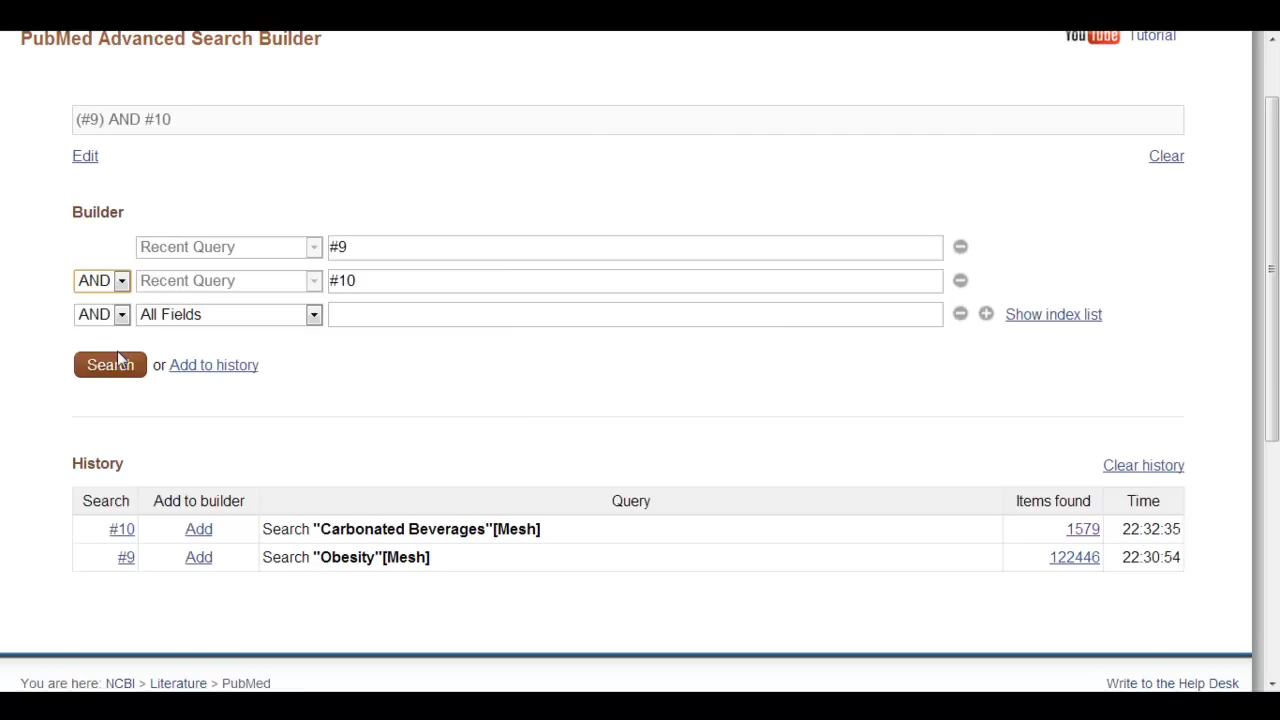 PubMed Advanced Search Builder
YouTube Tutorial
(#9) AND #10
Edit
Clear
Builder
Recent Query #9
AND Recent Query #10
AND All Fields Show index list
Search or Add to history
History
Clear history
Search Add to builder Query Items found Time
#10 Add Search "Carbonated Beverages"[Mesh] 1579 22:32:35
#9 Add Search "Obesity"[Mesh] 122446 22:30:54
You are here: NCBI > Literature > PubMed
Write to the Help Desk